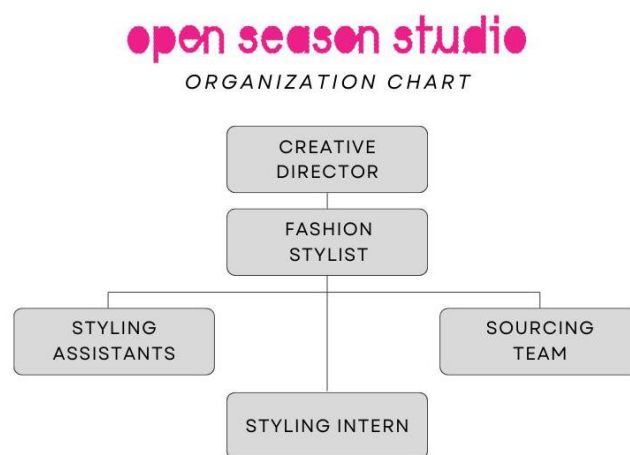 open season studio
ORGANIZATION CHART
CREATIVE
DIRECTOR
FASHION
STYLIST
STYLING
ASSISTANTS
SOURCING
TEAM
STYLING INTERN